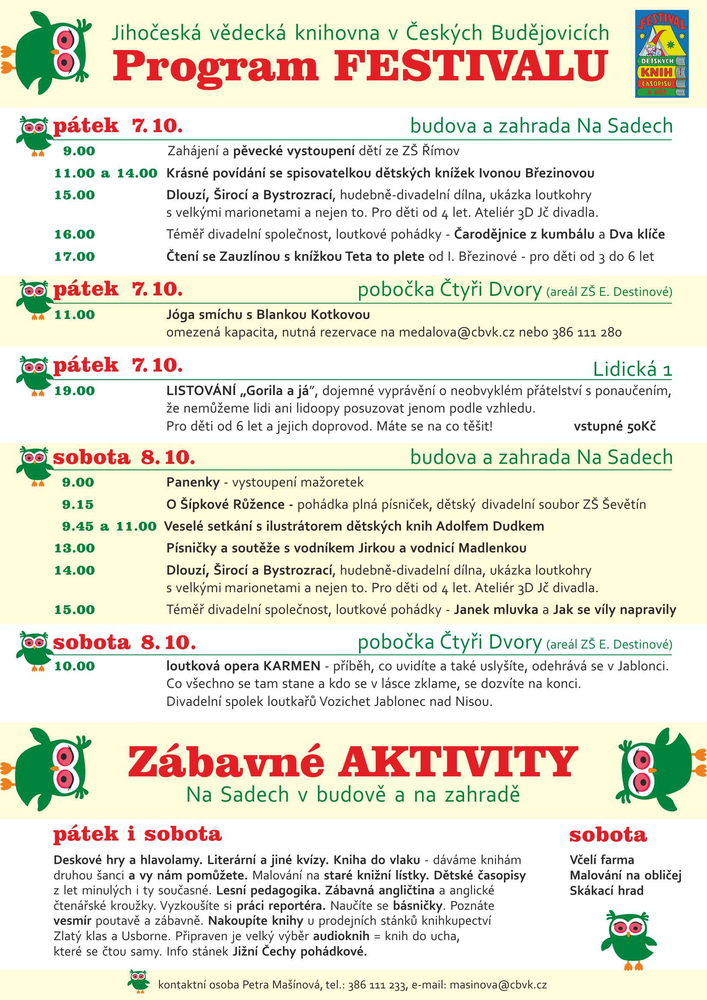 Jihočeská vědecká knihovna v Českých Budějovicích
Program FESTIVALU
FESTIVAL
DĚTSKÝCH
KNIH
ČASOPISŮ
A HER
pátek 7. 10. budova a zahrada Na Sadech
9.00 Zahájení a pěvecké vystoupení dětí ze ZŠ Římov
11.00 a 14.00 Krásné povídání se spisovatelkou dětských knížek Ivonou Březinovou
15.00 Dlouzí, Širocí a Bystrozrací, hudebně-divadelní dílna, ukázka loutkohry
s velkými marionetami a nejen to. Pro děti od 4 let. Ateliér 3D Jč divadla.
16.00 Téměř divadelní společnost, loutkové pohádky - Čarodějnice z kumbálu a Dva klíče
17.00 Čtení se Zauzlínou s knížkou Teta to plete od I. Březinové - pro děti od 3 do 6 let
pátek 7. 10. pobočka Čtyři Dvory (areál ZŠ E. Destinové)
11.00 Jóga smíchu s Blankou Kotkovou
omezená kapacita, nutná rezervace na medalova@cbvk.cz nebo 386 111 280
pátek 7. 10. Lidická 1
19.00 LISTOVÁNÍ „Gorila a já”, dojemné vyprávění o neobvyklém přátelství s ponaučením,
že nemůžeme lidi ani lidoopy posuzovat jenom podle vzhledu.
Pro děti od 6 let a jejich doprovod. Máte se na co těšit! vstupné 50Kč
sobota 8. 10. budova a zahrada Na Sadech
9.00 Panenky - vystoupení mažoretek
9.15 O Šípkové Růžence - pohádka plná písniček, dětský divadelní soubor ZŠ Ševětín
9.45 a 11.00 Veselé setkání s ilustrátorem dětských knih Adolfem Dudkem
13.00 Písničky a soutěže s vodníkem Jirkou a vodnicí Madlenkou
14.00 Dlouzí, Širocí a Bystrozrací, hudebně-divadelní dílna, ukázka loutkohry
s velkými marionetami a nejen to. Pro děti od 4 let. Ateliér 3D Jč divadla.
15.00 Téměř divadelní společnost, loutkové pohádky - Janek mluvka a Jak se víly napravily
sobota 8. 10. pobočka Čtyři Dvory (areál ZŠ E. Destinové)
10.00 loutková opera KARMEN - příběh, co uvidíte a také uslyšíte, odehrává se v Jablonci.
Co všechno se tam stane a kdo se v lásce zklame, se dozvíte na konci.
Divadelní spolek loutkařů Vozichet Jablonec nad Nisou.
Zábavné AKTIVITY
Na Sadech v budově a na zahradě
pátek i sobota
Deskové hry a hlavolamy. Literární a jiné kvízy. Kniha do vlaku - dáváme knihám
druhou šanci a vy nám pomůžete. Malování na staré knižní lístky. Dětské časopisy
z let minulých i ty současné. Lesní pedagogika. Zábavná angličtina a anglické
čtenářské kroužky. Vyzkoušíte si práci reportéra. Naučíte se básničky. Poznáte
vesmír poutavě a zábavně. Nakoupíte knihy u prodejních stánků knihkupectví
Zlatý klas a Usborne. Připraven je velký výběr audioknih = knih do ucha,
které se čtou samy. Info stánek Jižní Čechy pohádkové.
sobota
Včelí farma
Malování na obličej
Skákací hrad
kontaktní osoba Petra Mašínová, tel.: 386 111 233, e-mail: masinova@cbvk.cz